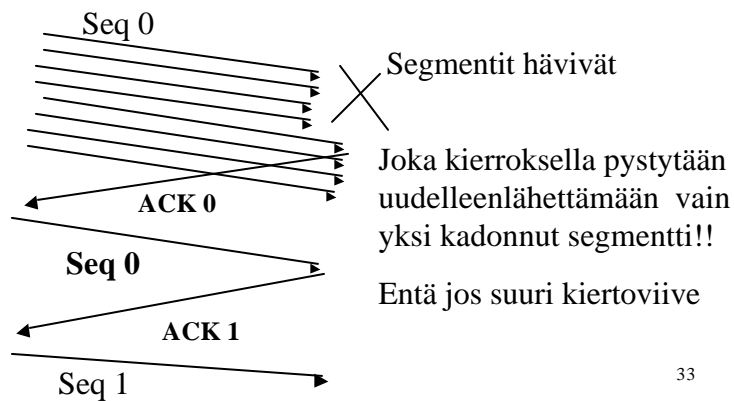 Seq 0
Segmentit hävivät
Joka kierroksella pystytään
uudelleenlähettämään vain
yksi kadonnut segmentti!!
ACK 0
Seq 0
Entä jos suuri kiertoviive
ACK 1
Seq 1
33